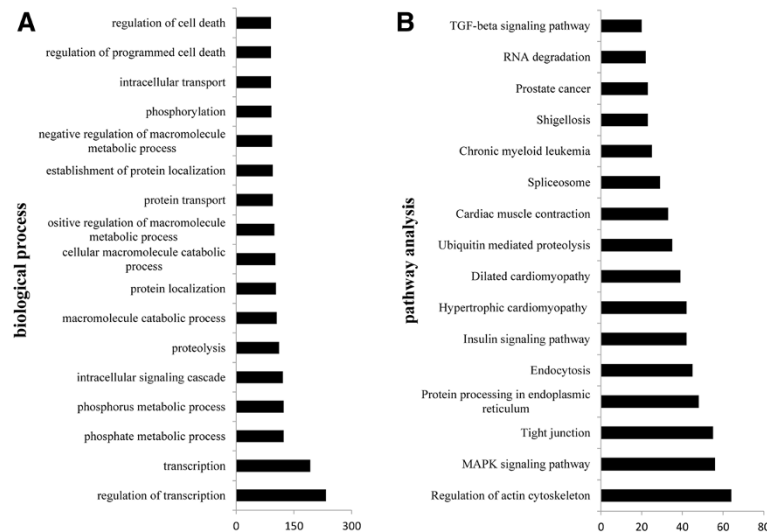 A
biological process
regulation of cell death
regulation of programmed cell death
intracellular transport
phosphorylation
negative regulation of macromolecule
metabolic process
establishment of protein localization
protein transport
ositive regulation of macromolecule
metabolic process
cellular macromolecule catabolic
process
protein localization
macromolecule catabolic process
proteolysis
intracellular signaling cascade
phosphorus metabolic process
phosphate metabolic process
transcription
regulation of transcription
0 150 300
B
pathway analysis
TGF-beta signaling pathway
RNA degradation
Prostate cancer
Shigellosis
Chronic myeloid leukemia
Spliceosome
Cardiac muscle contraction
Ubiquitin mediated proteolysis
Dilated cardiomyopathy
Hypertrophic cardiomyopathy
Insulin signaling pathway
Endocytosis
Protein processing in endoplasmic
reticulum
Tight junction
MAPK signaling pathway
Regulation of actin cytoskeleton
0 20 40 60 80